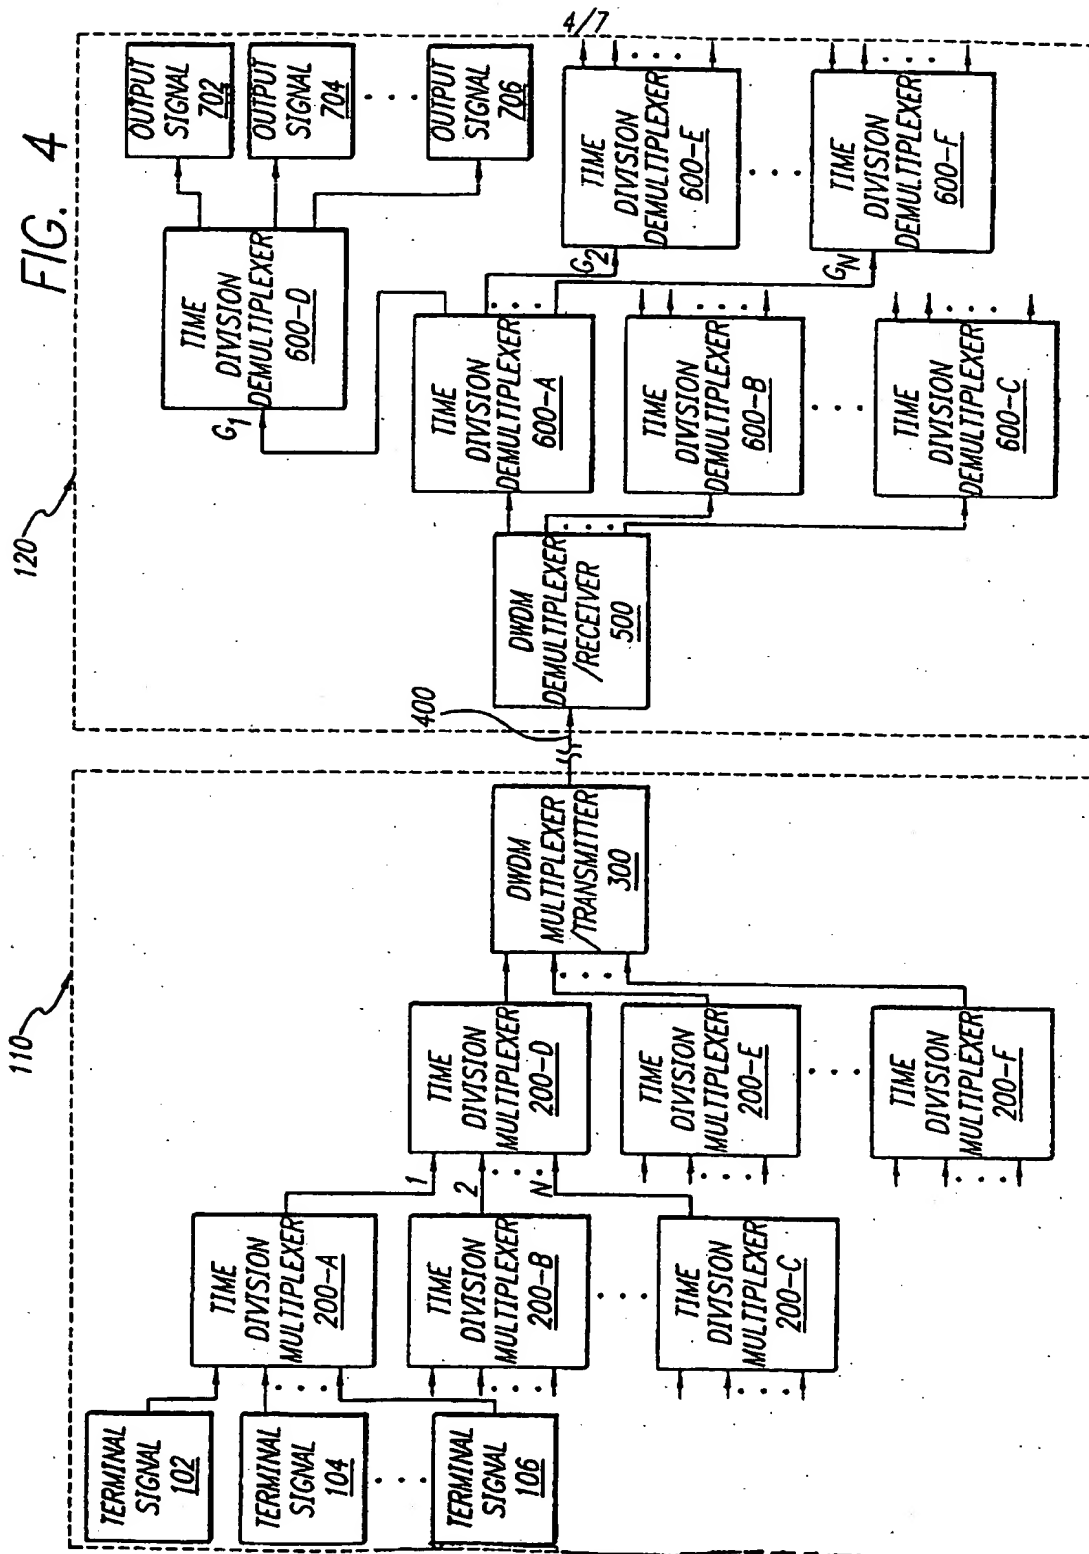 FIG. 4
4/7
110
120
TERMINAL
SIGNAL
102
TERMINAL
SIGNAL
104
TERMINAL
SIGNAL
106
TIME
DIVISION
MULTIPLEXER
200-A
TIME
DIVISION
MULTIPLEXER
200-B
TIME
DIVISION
MULTIPLEXER
200-C
1
2
N
TIME
DIVISION
MULTIPLEXER
200-D
TIME
DIVISION
MULTIPLEXER
200-E
TIME
DIVISION
MULTIPLEXER
200-F
DWDM
MULTIPLEXER
/TRANSMITTER
300
400
DWDM
DEMULTIPLEXER
/RECEIVER
500
TIME
DIVISION
DEMULTIPLEXER
600-A
TIME
DIVISION
DEMULTIPLEXER
600-B
TIME
DIVISION
DEMULTIPLEXER
600-C
G1
G2
GN
TIME
DIVISION
DEMULTIPLEXER
600-D
TIME
DIVISION
DEMULTIPLEXER
600-E
TIME
DIVISION
DEMULTIPLEXER
600-F
OUTPUT
SIGNAL
702
OUTPUT
SIGNAL
704
OUTPUT
SIGNAL
706